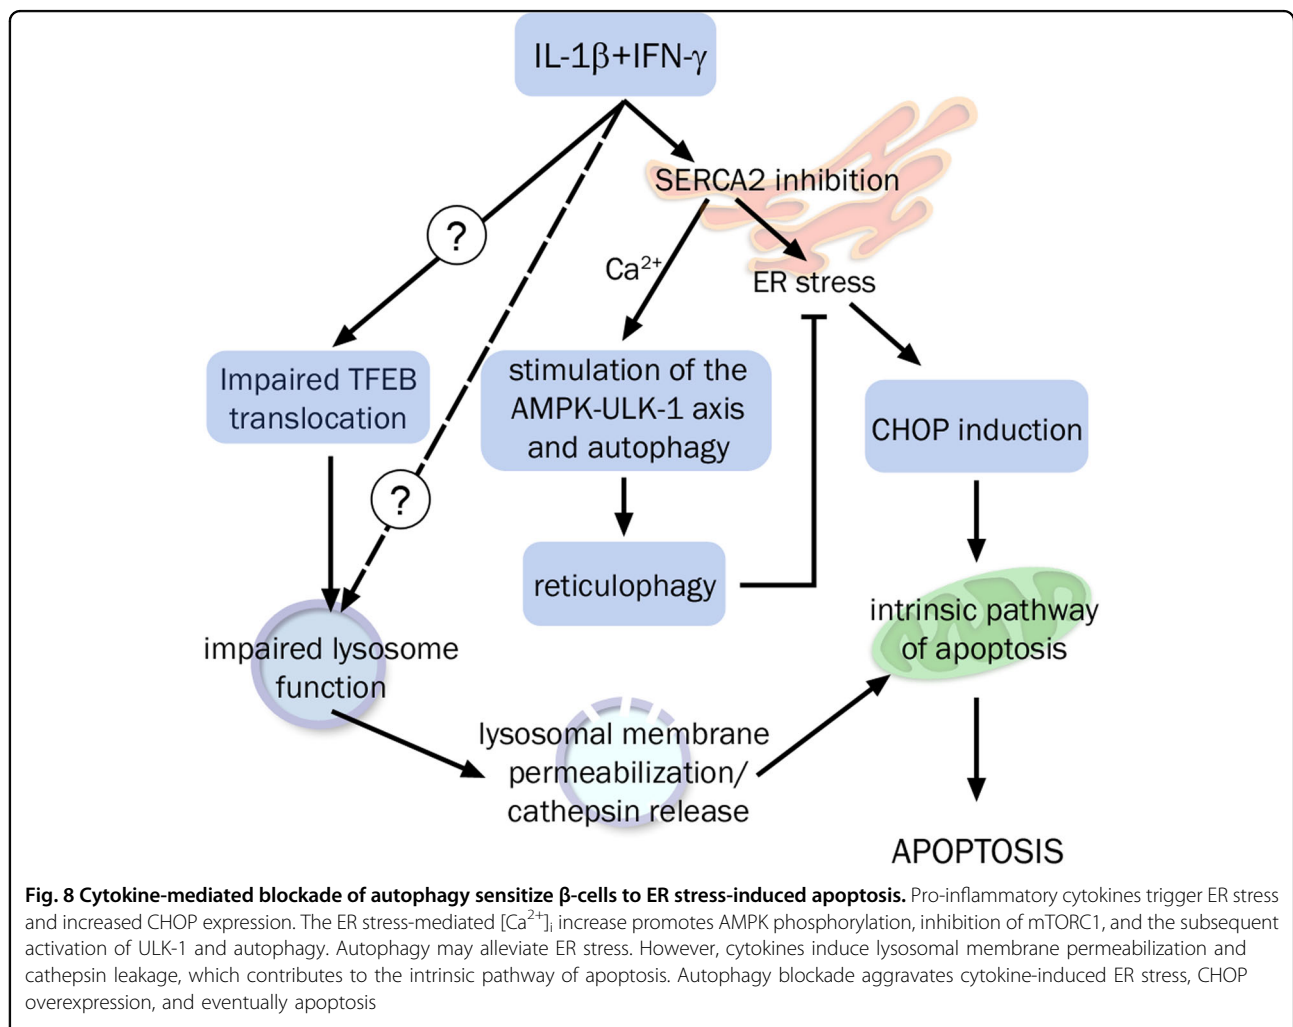 IL-1β+IFN-γ
SERCA2 inhibition
?
Ca²⁺
ER stress
Impaired TFEB
translocation
stimulation of the
AMPK-ULK-1 axis
and autophagy
CHOP induction
?
reticulophagy
intrinsic pathway
of apoptosis
impaired lysosome
function
lysosomal membrane
permeabilization/
cathepsin release
APOPTOSIS
Fig. 8 Cytokine-mediated blockade of autophagy sensitize β-cells to ER stress-induced apoptosis. Pro-inflammatory cytokines trigger ER stress
and increased CHOP expression. The ER stress-mediated [Ca²⁺]ᵢ increase promotes AMPK phosphorylation, inhibition of mTORC1, and the subsequent
activation of ULK-1 and autophagy. Autophagy may alleviate ER stress. However, cytokines induce lysosomal membrane permeabilization and
cathepsin leakage, which contributes to the intrinsic pathway of apoptosis. Autophagy blockade aggravates cytokine-induced ER stress, CHOP
overexpression, and eventually apoptosis